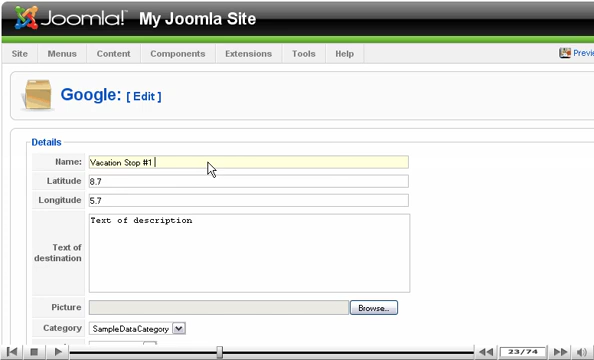 Joomla! My Joomla Site
Site Menus Content Components Extensions Tools Help Previe
Google: [ Edit ]
Details
Name: Vacation Stop #1
Latitude 8.7
Longitude 5.7
Text of destination Text of description
Picture Browse...
Category SampleDataCategory
23/74